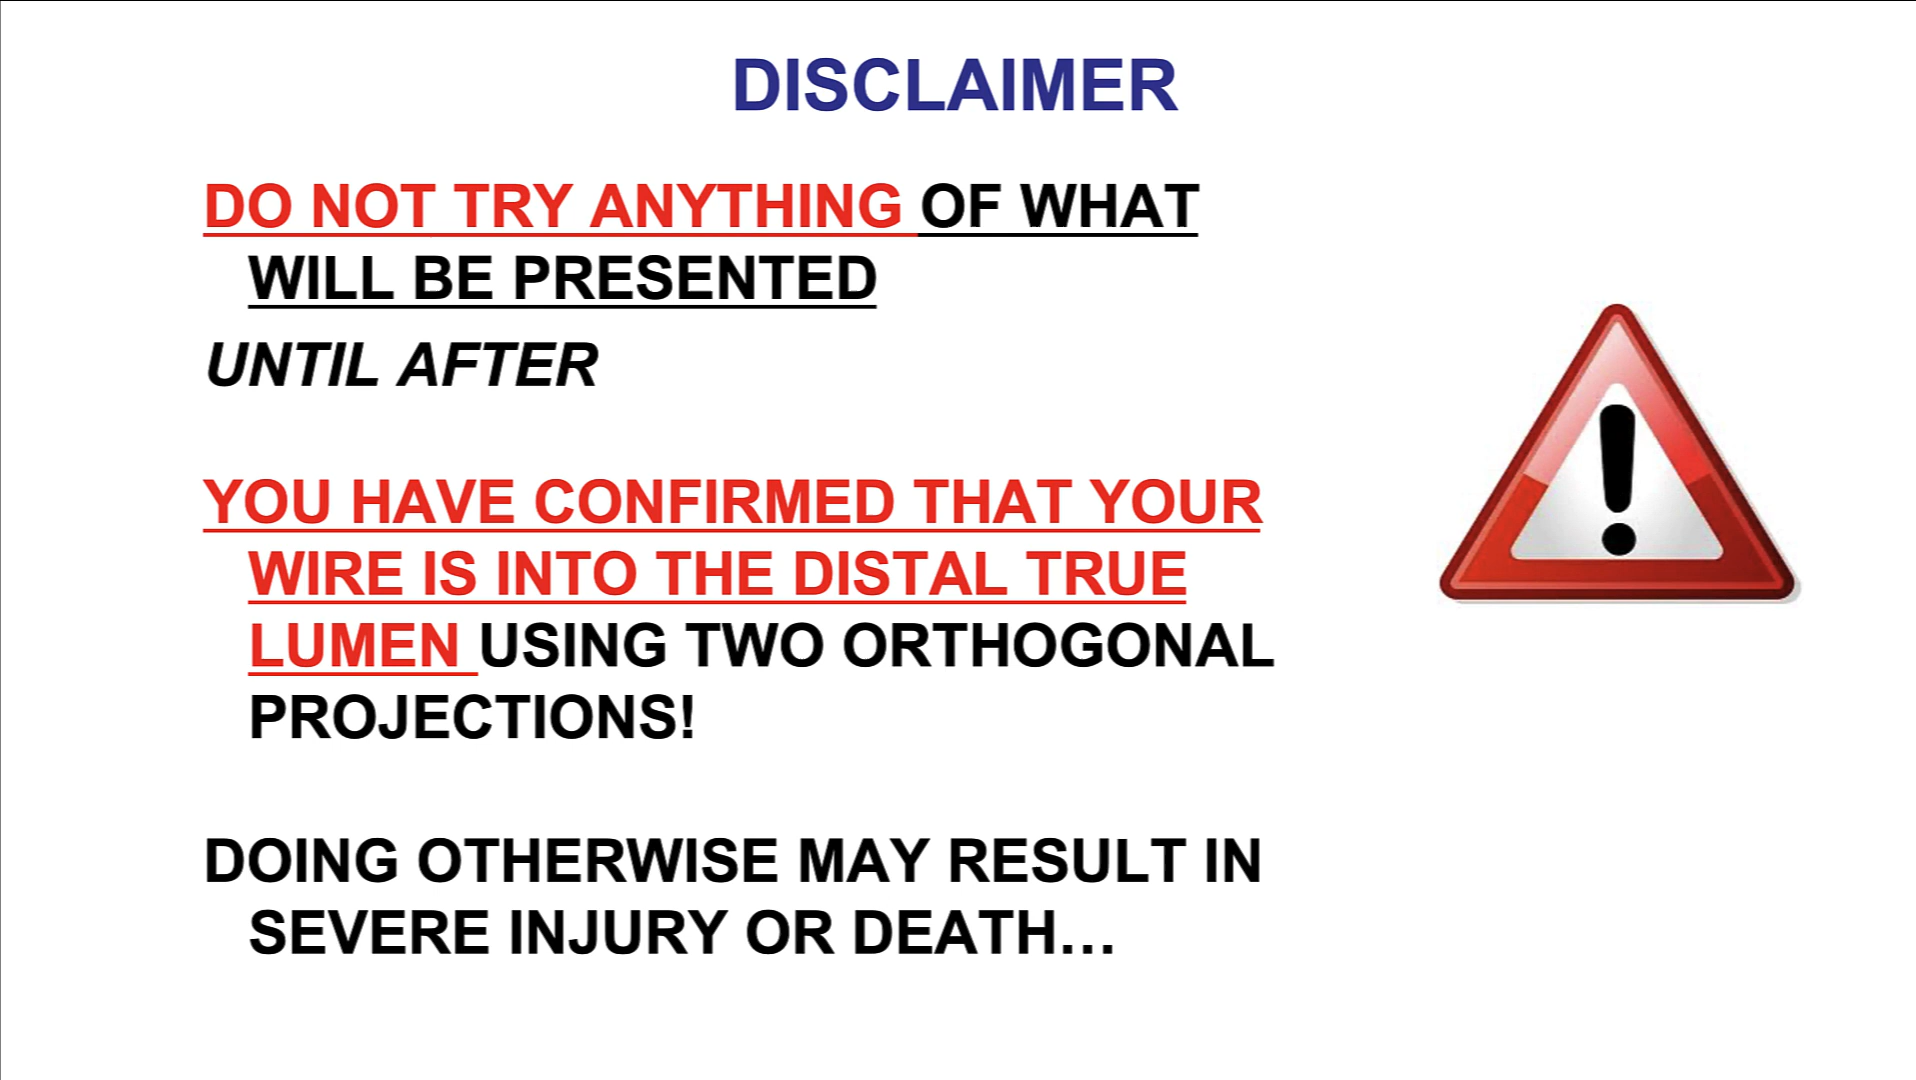 DISCLAIMER
DO NOT TRY ANYTHING OF WHAT
WILL BE PRESENTED
UNTIL AFTER
YOU HAVE CONFIRMED THAT YOUR
WIRE IS INTO THE DISTAL TRUE
LUMEN USING TWO ORTHOGONAL
PROJECTIONS!
DOING OTHERWISE MAY RESULT IN
SEVERE INJURY OR DEATH…